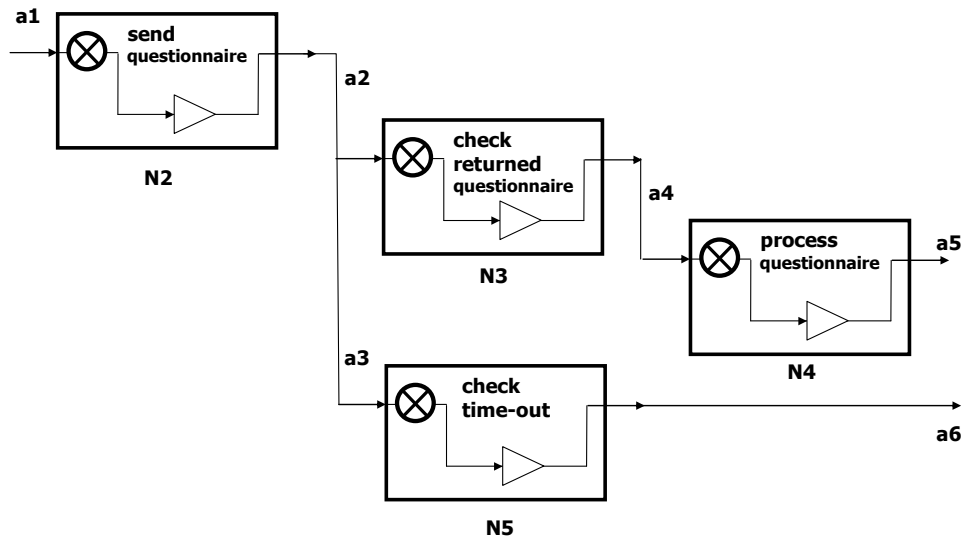 a1
send
questionnaire
N2
a2
check
returned
questionnaire
N3
a4
process
questionnaire
N4
a5
a3
check
time-out
N5
a6